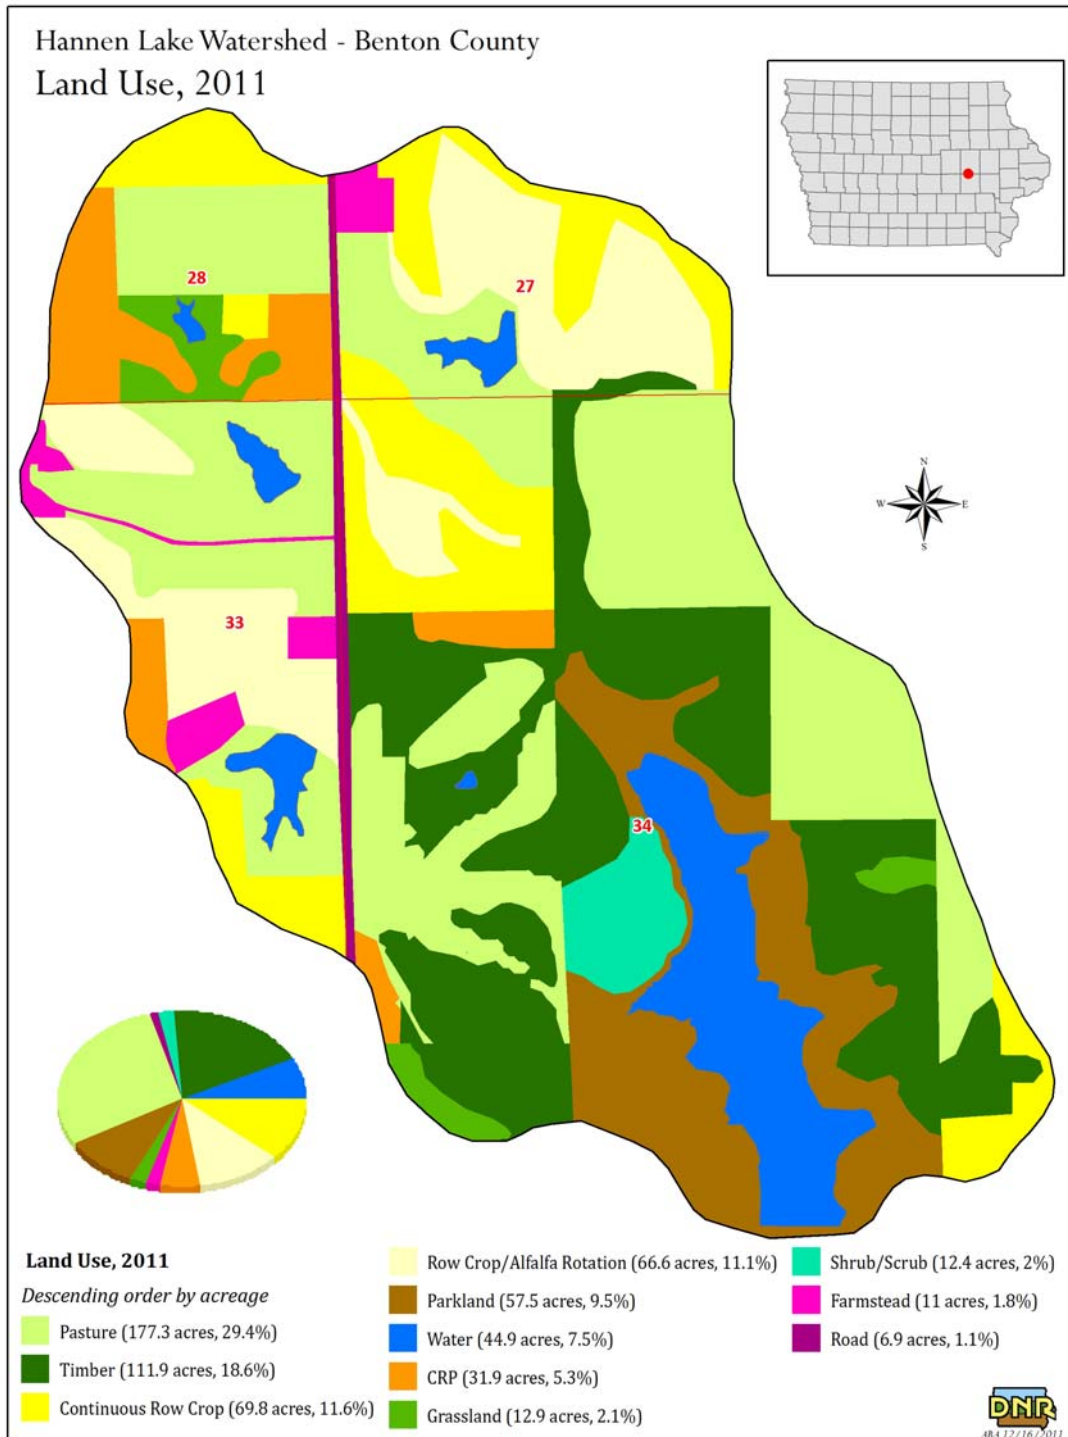 Hannen Lake Watershed - Benton County
Land Use, 2011
28
27
N
W E
S
33
34
Land Use, 2011
Descending order by acreage
Pasture (177.3 acres, 29.4%)
Timber (111.9 acres, 18.6%)
Continuous Row Crop (69.8 acres, 11.6%)
Row Crop/Alfalfa Rotation (66.6 acres, 11.1%)
Parkland (57.5 acres, 9.5%)
Water (44.9 acres, 7.5%)
CRP (31.9 acres, 5.3%)
Grassland (12.9 acres, 2.1%)
Shrub/Scrub (12.4 acres, 2%)
Farmstead (11 acres, 1.8%)
Road (6.9 acres, 1.1%)
DNR
ABA 12/16/2011